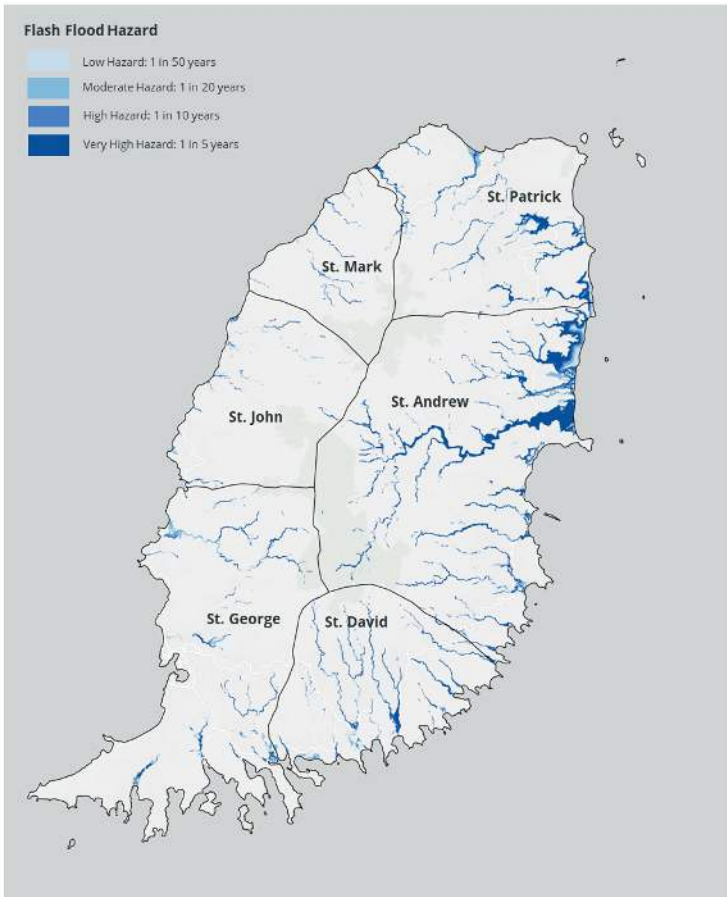 Flash Flood Hazard
Low Hazard: 1 in 50 years
Moderate Hazard: 1 in 20 years
High Hazard: 1 in 10 years
Very High Hazard: 1 in 5 years
St. Patrick
St. Mark
St. Andrew
St. John
St. George
St. David